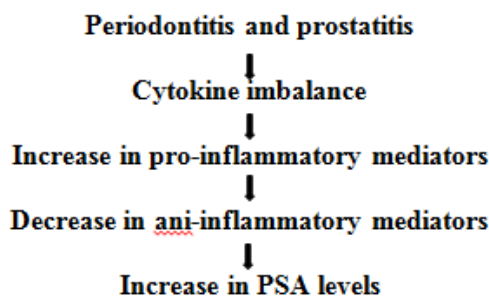 Periodontitis and prostatitis
Cytokine imbalance
Increase in pro-inflammatory mediators
Decrease in ani-inflammatory mediators
Increase in PSA levels